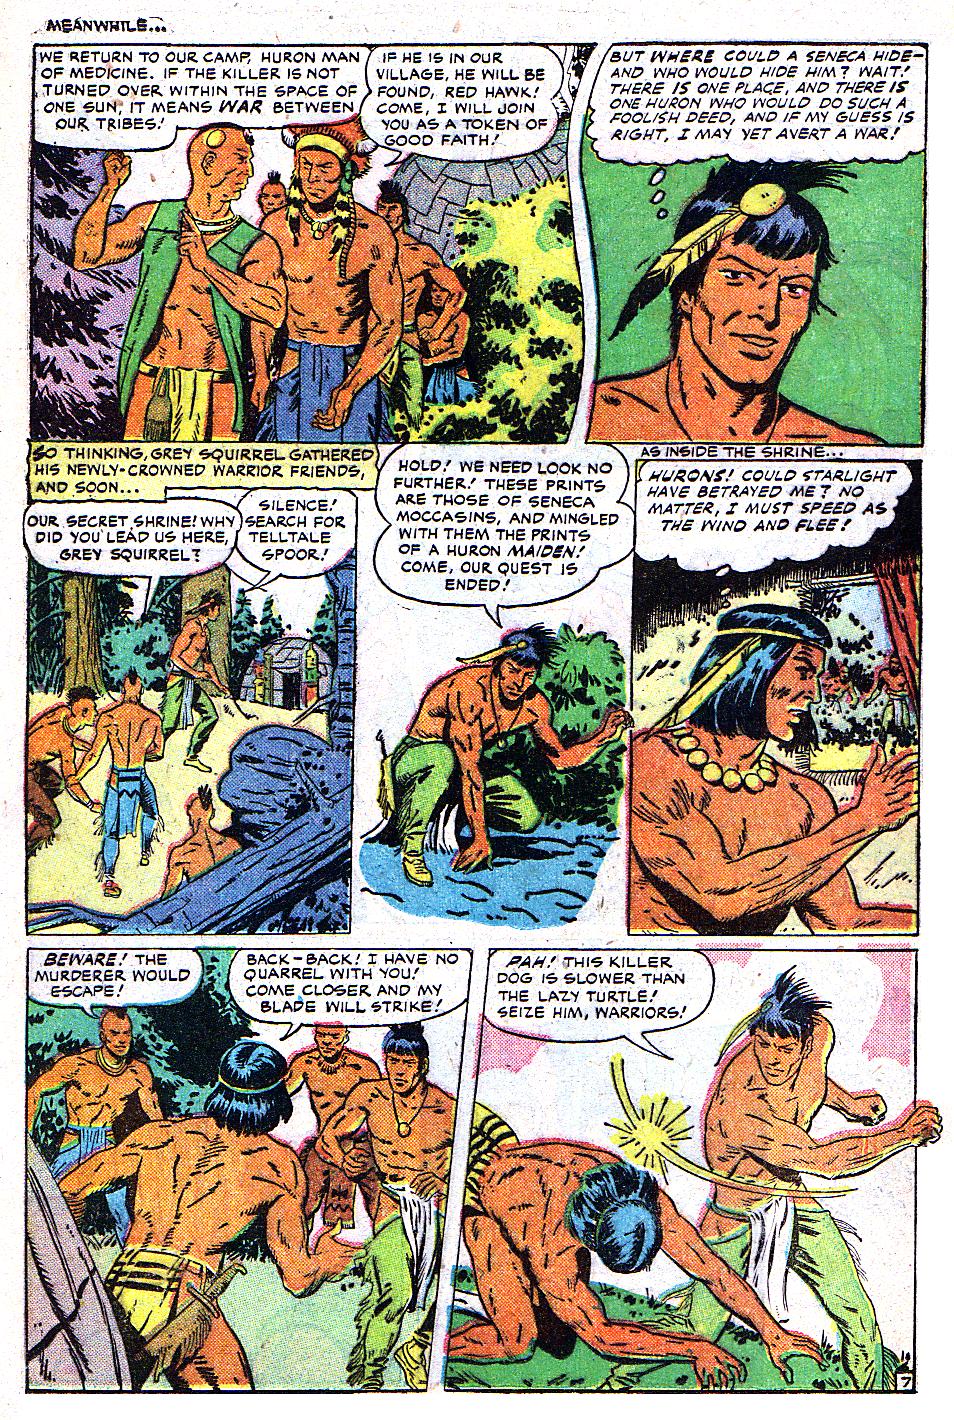 MEANWHILE...
WE RETURN TO OUR CAMP, HURON MAN
OF MEDICINE. IF THE KILLER IS NOT
TURNED OVER WITHIN THE SPACE OF
ONE SUN, IT MEANS WAR BETWEEN
OUR TRIBES!
IF HE IS IN OUR
VILLAGE, HE WILL BE
FOUND, RED HAWK!
COME, I WILL JOIN
YOU AS A TOKEN OF
GOOD FAITH!
BUT WHERE COULD A SENECA HIDE-
AND WHO WOULD HIDE HIM? WAIT!
THERE IS ONE PLACE, AND THERE IS
ONE HURON WHO WOULD DO SUCH A
FOOLISH DEED, AND IF MY GUESS IS
RIGHT, I MAY YET AVERT A WAR!
SO THINKING, GREY SQUIRREL GATHERED
HIS NEWLY-CROWNED WARRIOR FRIENDS,
AND SOON...
OUR SECRET SHRINE! WHY
DID YOU LEAD US HERE,
GREY SQUIRREL?
SILENCE!
SEARCH FOR
TELLTALE
SPOOR!
HOLD! WE NEED LOOK NO
FURTHER! THESE PRINTS
ARE THOSE OF SENECA
MOCCASINS, AND MINGLED
WITH THEM THE PRINTS
OF A HURON MAIDEN!
COME, OUR QUEST IS
ENDED!
AS INSIDE THE SHRINE...
HURONS! COULD STARLIGHT
HAVE BETRAYED ME? NO
MATTER, I MUST SPEED AS
THE WIND AND FLEE!
BEWARE! THE
MURDERER WOULD
ESCAPE!
BACK-BACK! I HAVE NO
QUARREL WITH YOU!
COME CLOSER AND MY
BLADE WILL STRIKE!
PAH! THIS KILLER
DOG IS SLOWER THAN
THE LAZY TURTLE!
SEIZE HIM, WARRIORS!
7